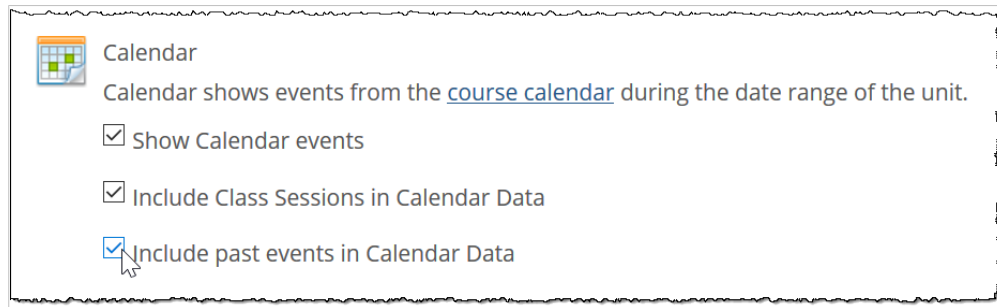 Calendar
Calendar shows events from the course calendar during the date range of the unit.
Show Calendar events
Include Class Sessions in Calendar Data
Include past events in Calendar Data